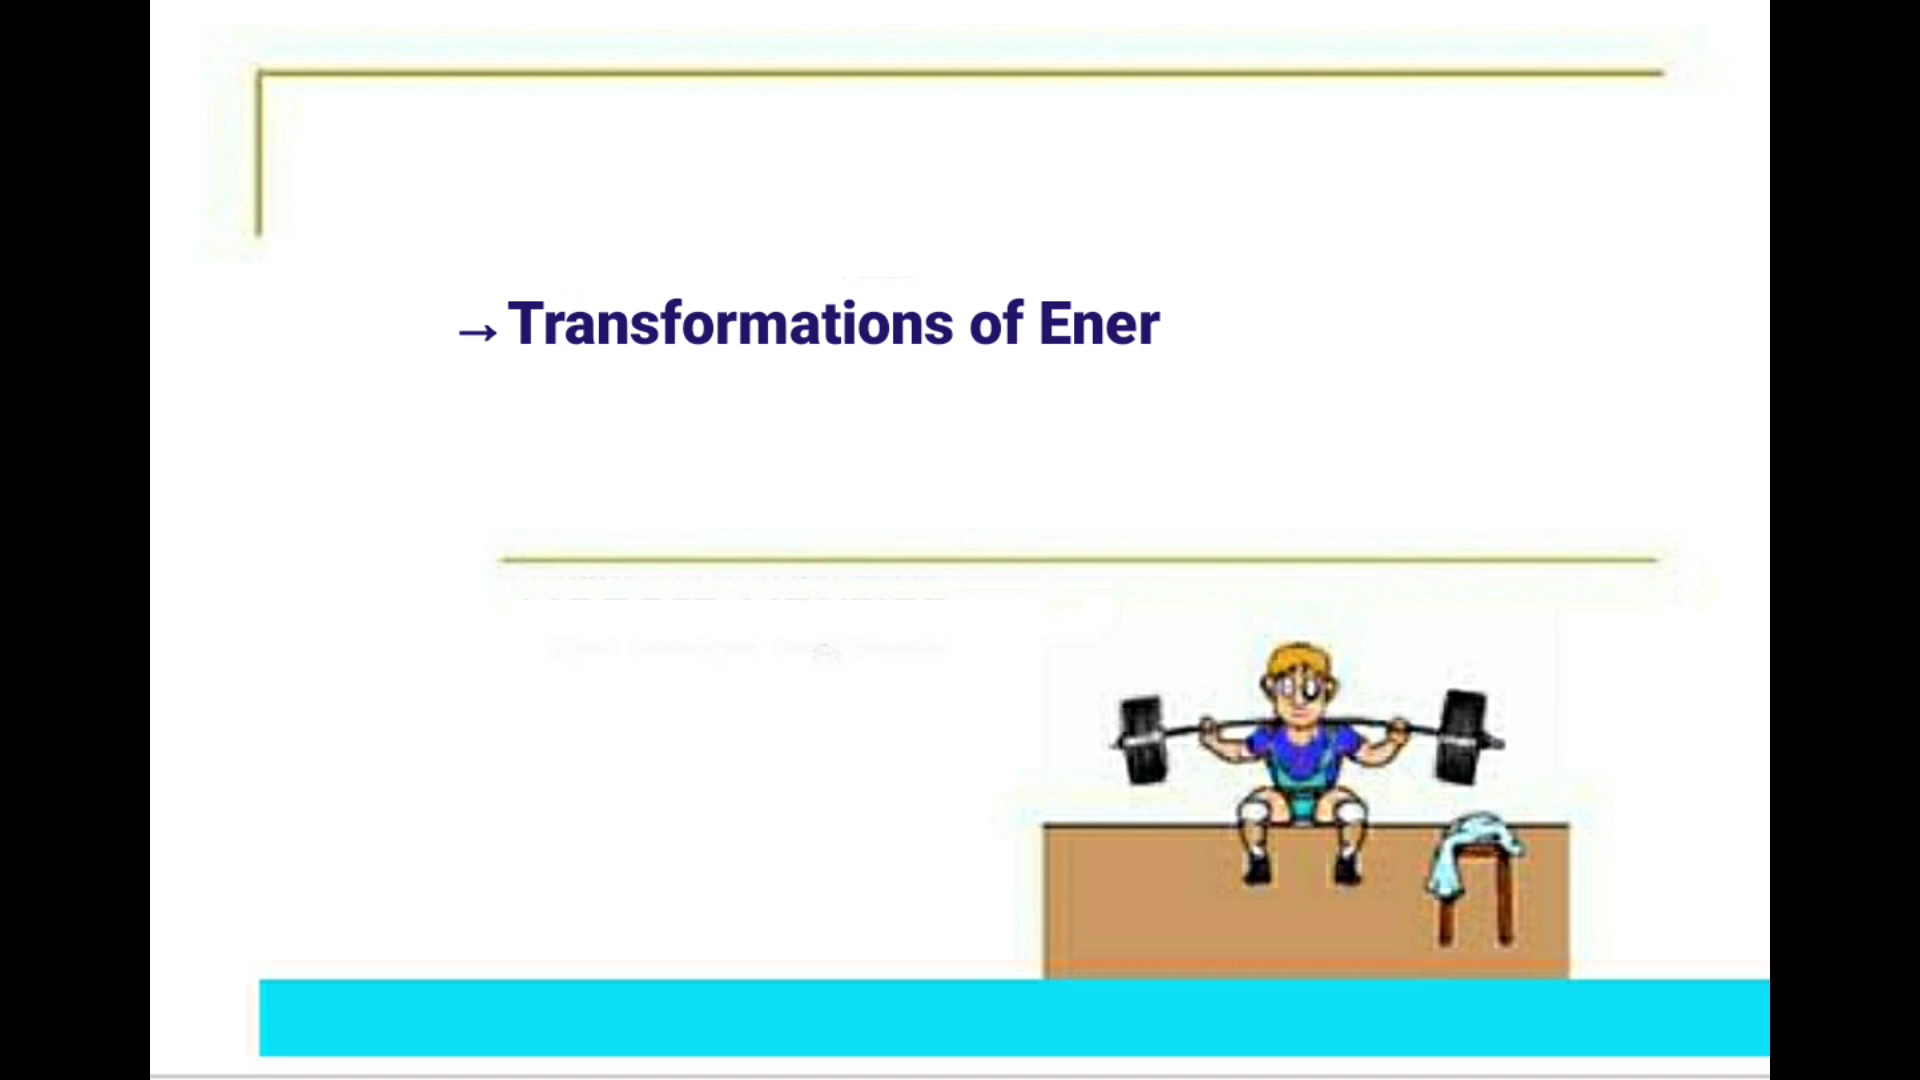 →Transformations of Ener